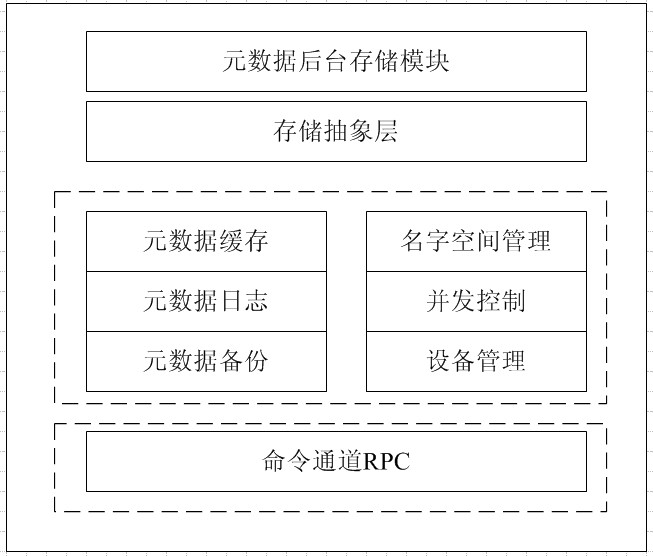 元数据后台存储模块
存储抽象层
元数据缓存
元数据日志
元数据备份
名字空间管理
并发控制
设备管理
命令通道RPC